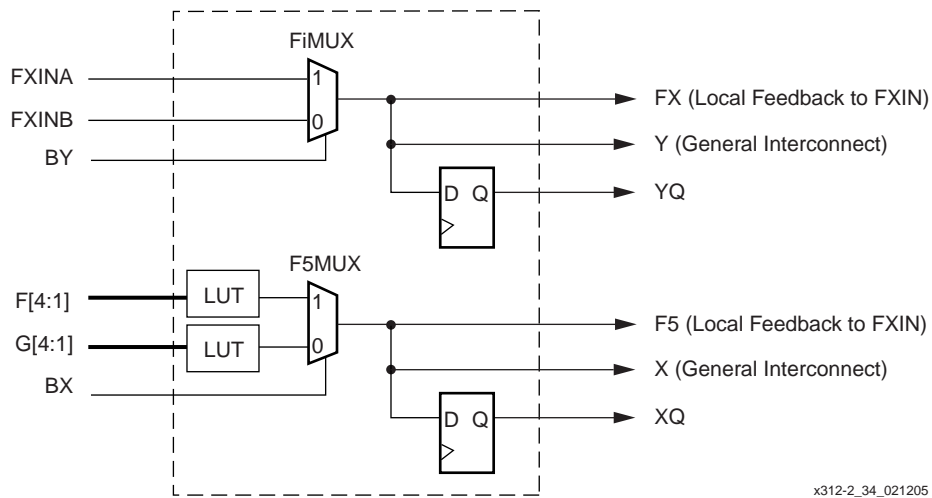 FiMUX
FXINA
1
FX (Local Feedback to FXIN)
FXINB
0
Y (General Interconnect)
BY
D Q
YQ
F5MUX
F[4:1]
LUT
1
F5 (Local Feedback to FXIN)
G[4:1]
LUT
0
X (General Interconnect)
BX
D Q
XQ
x312-2_34_021205